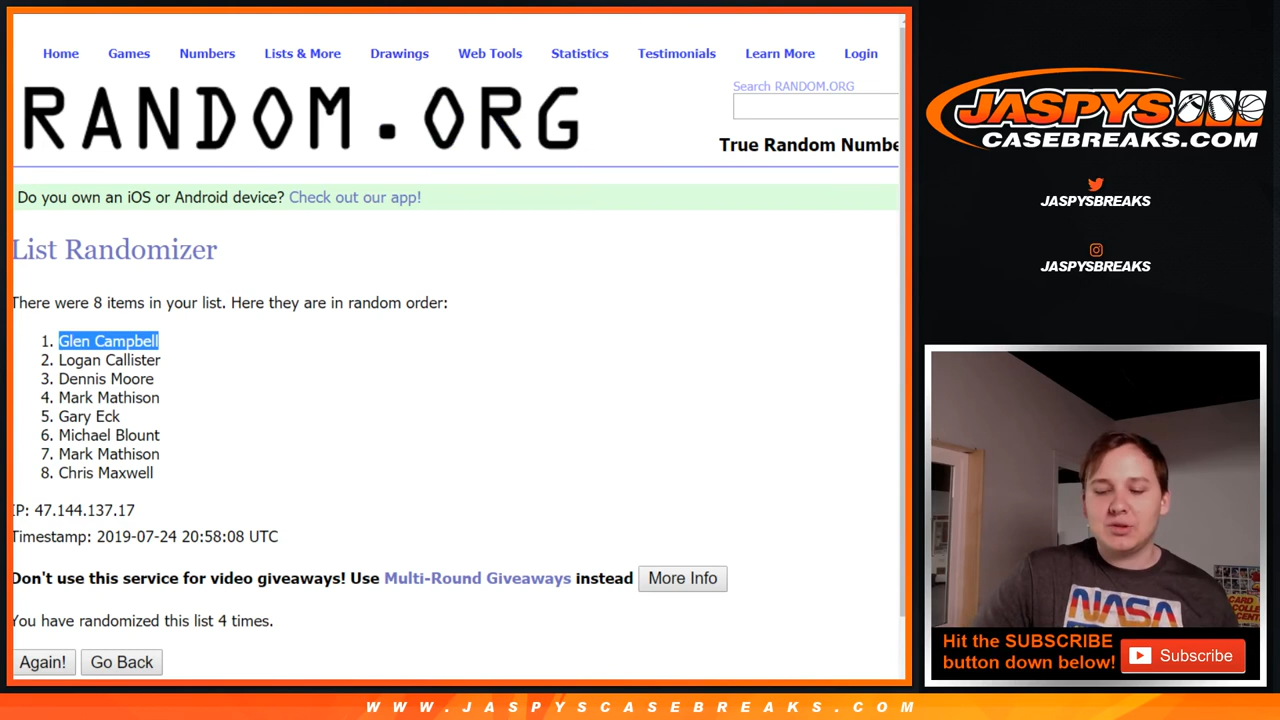 Home Games Numbers Lists & More Drawings Web Tools Statistics Testimonials Learn More Login
RANDOM.ORG
Search RANDOM.ORG
True Random Numbe
Do you own an iOS or Android device? Check out our app!
List Randomizer
There were 8 items in your list. Here they are in random order:
1. Glen Campbell
2. Logan Callister
3. Dennis Moore
4. Mark Mathison
5. Gary Eck
6. Michael Blount
7. Mark Mathison
8. Chris Maxwell
IP: 47.144.137.17
Timestamp: 2019-07-24 20:58:08 UTC
Don't use this service for video giveaways! Use Multi-Round Giveaways instead More Info
You have randomized this list 4 times.
Again! Go Back
JASPYS
CASEBREAKS.COM
JASPYSBREAKS
JASPYSBREAKS
NASA
CARD
Hit the SUBSCRIBE
button down below!
Subscribe
WWW.JASPYSCASEBREAKS.COM